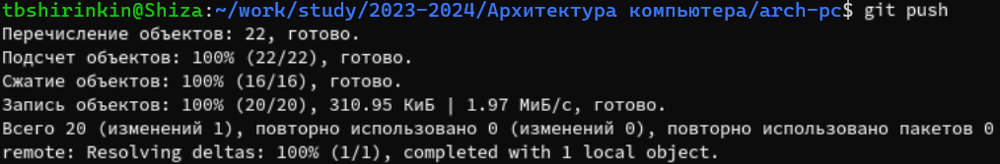 tbshirinkin@Shiza:~/work/study/2023-2024/Архитектура компьютера/arch-pc$ git push
Перечисление объектов: 22, готово.
Подсчет объектов: 100% (22/22), готово.
Сжатие объектов: 100% (16/16), готово.
Запись объектов: 100% (20/20), 310.95 КиБ | 1.97 МиБ/с, готово.
Всего 20 (изменений 1), повторно использовано 0 (изменений 0), повторно использовано пакетов 0
remote: Resolving deltas: 100% (1/1), completed with 1 local object.